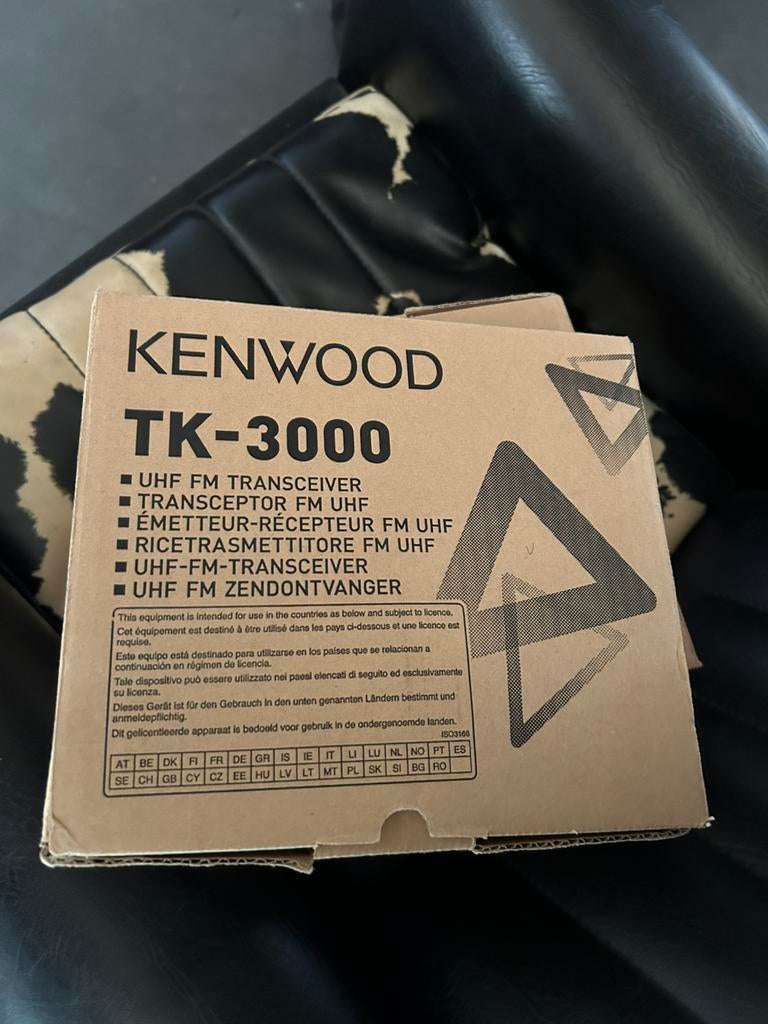 KENWOOD
TK-3000
■ UHF FM TRANSCEIVER
■ TRANSCEPTOR FM UHF
■ ÉMETTEUR-RÉCEPTEUR FM UHF
■ RICETRASMETTITORE FM UHF
■ UHF-FM-TRANSCEIVER
■ UHF FM ZENDONTVANGER
This equipment is intended for use in the countries as below and subject to licence.
Cet équipement est destiné à être utilisé dans les pays ci-dessous et une licence est
requise.
Este equipo está destinado para utilizarse en los países que se relacionan a
continuación en régimen de licencia.
Tale dispositivo può essere utilizzato nei paesi elencati di seguito ed esclusivamente
su licenza.
Dieses Gerät ist für den Gebrauch in den unten genannten Ländern bestimmt und
anmeldepflichtig.
Dit gelicentieerde apparaat is bedoeld voor gebruik in de ondergenoemde landen.
ISO3166
AT BE DK FI FR DE GR IS IE IT LI LU NL NO PT ES
SE CH GB CY CZ EE HU LV LT MT PL SK SI BG RO